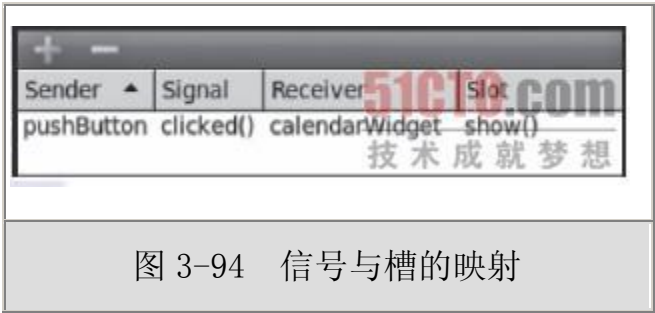 Sender Signal Receiver Slot
51CTO.com
pushButton clicked() calendarWidget show()
技术成就梦想
图 3-94 信号与槽的映射